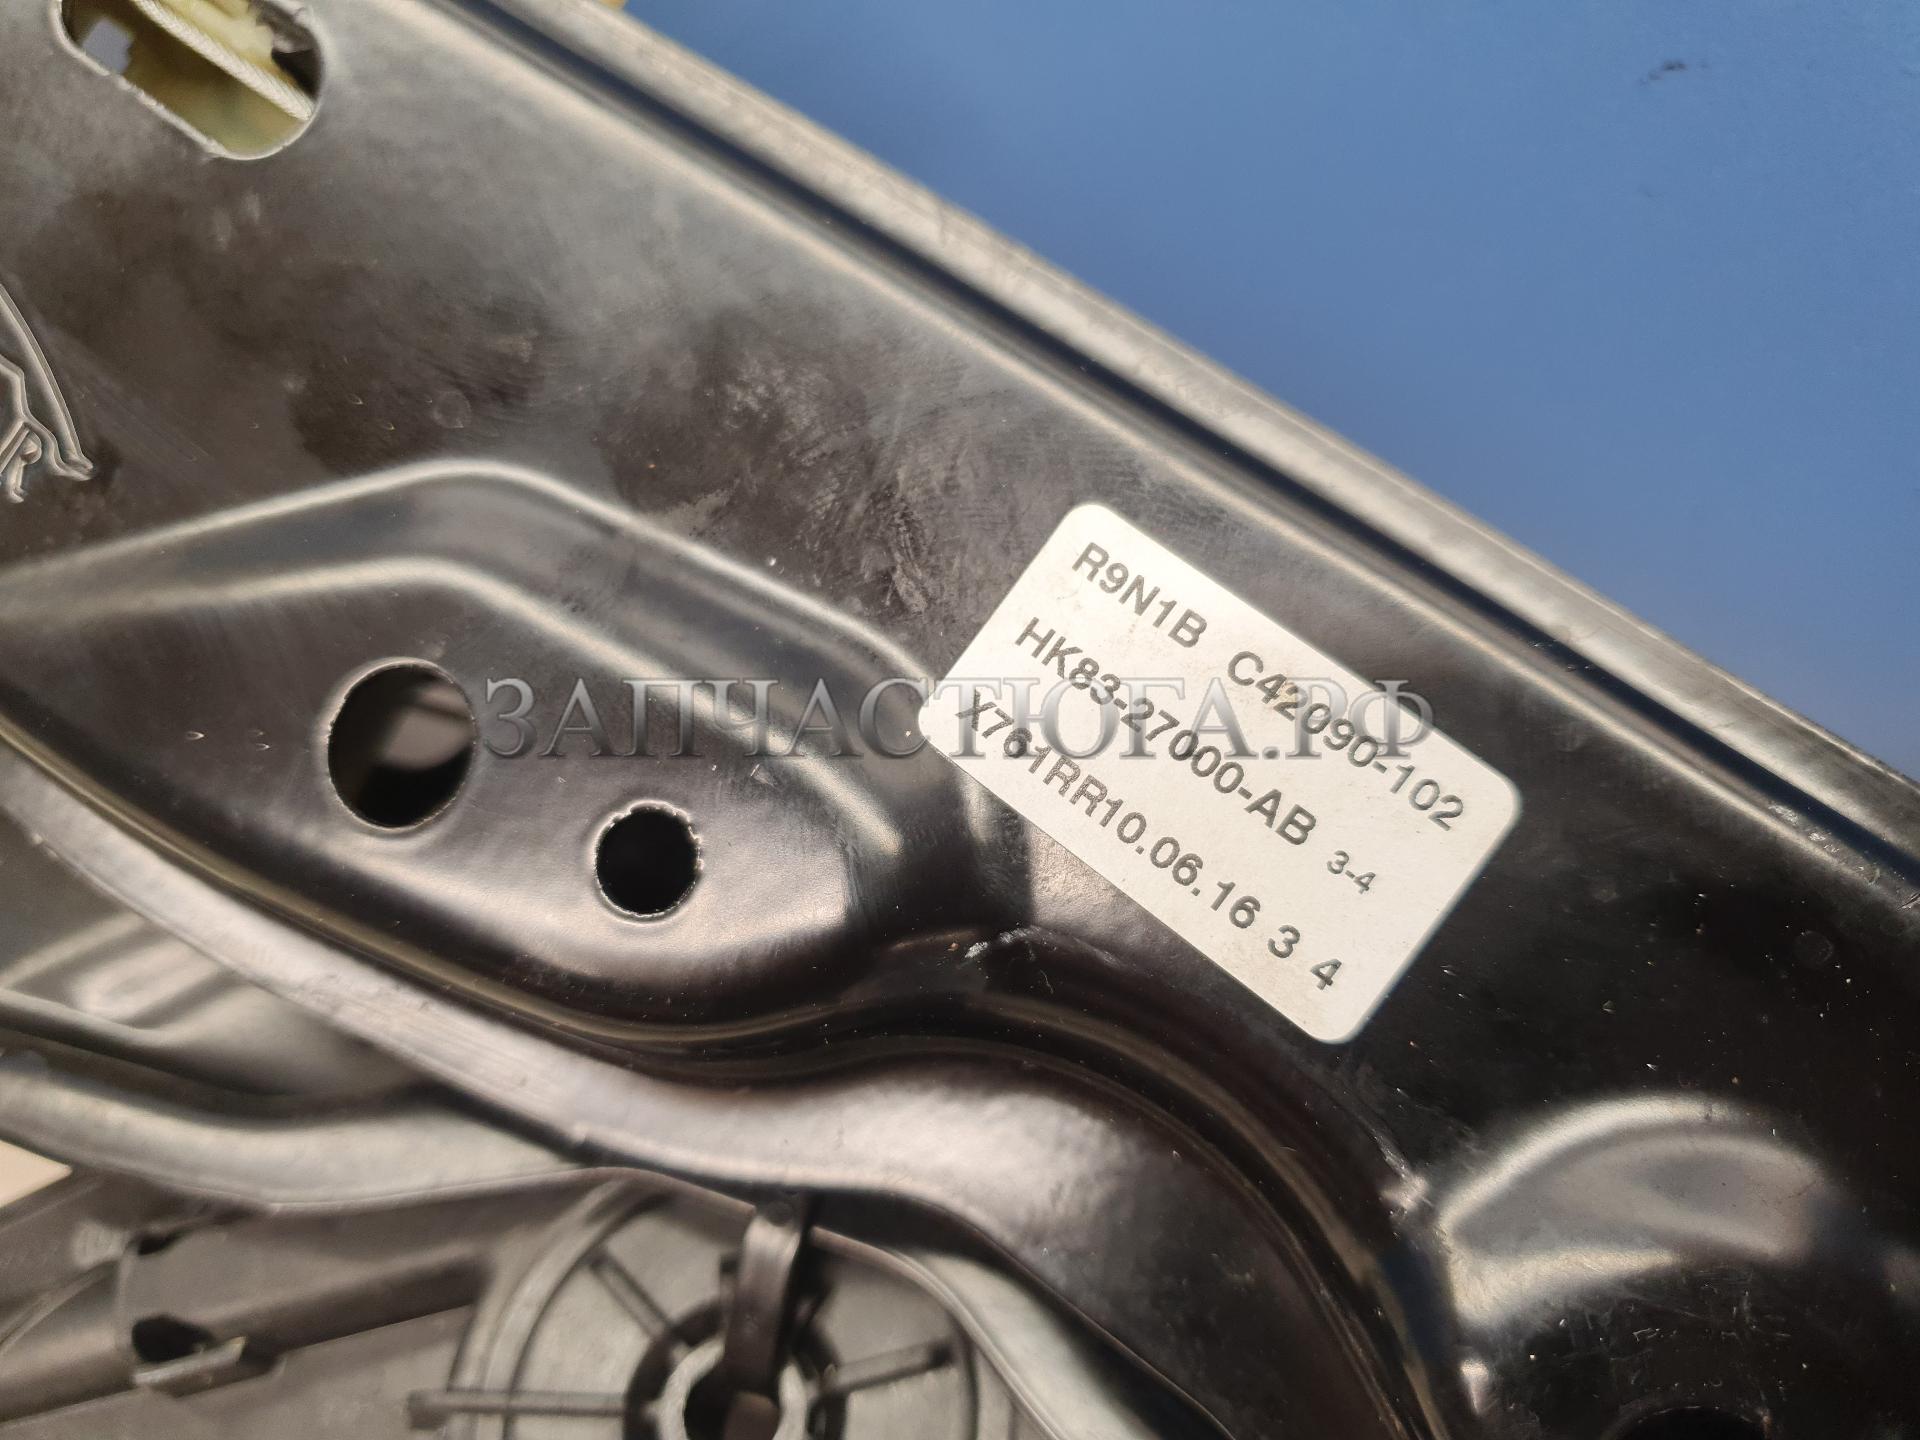 R9N1B C42090-102
HK83-27000-AB 3-4
X761RR10.06.16 3 4
ЗАПЧАСТЮГА.РФ
R